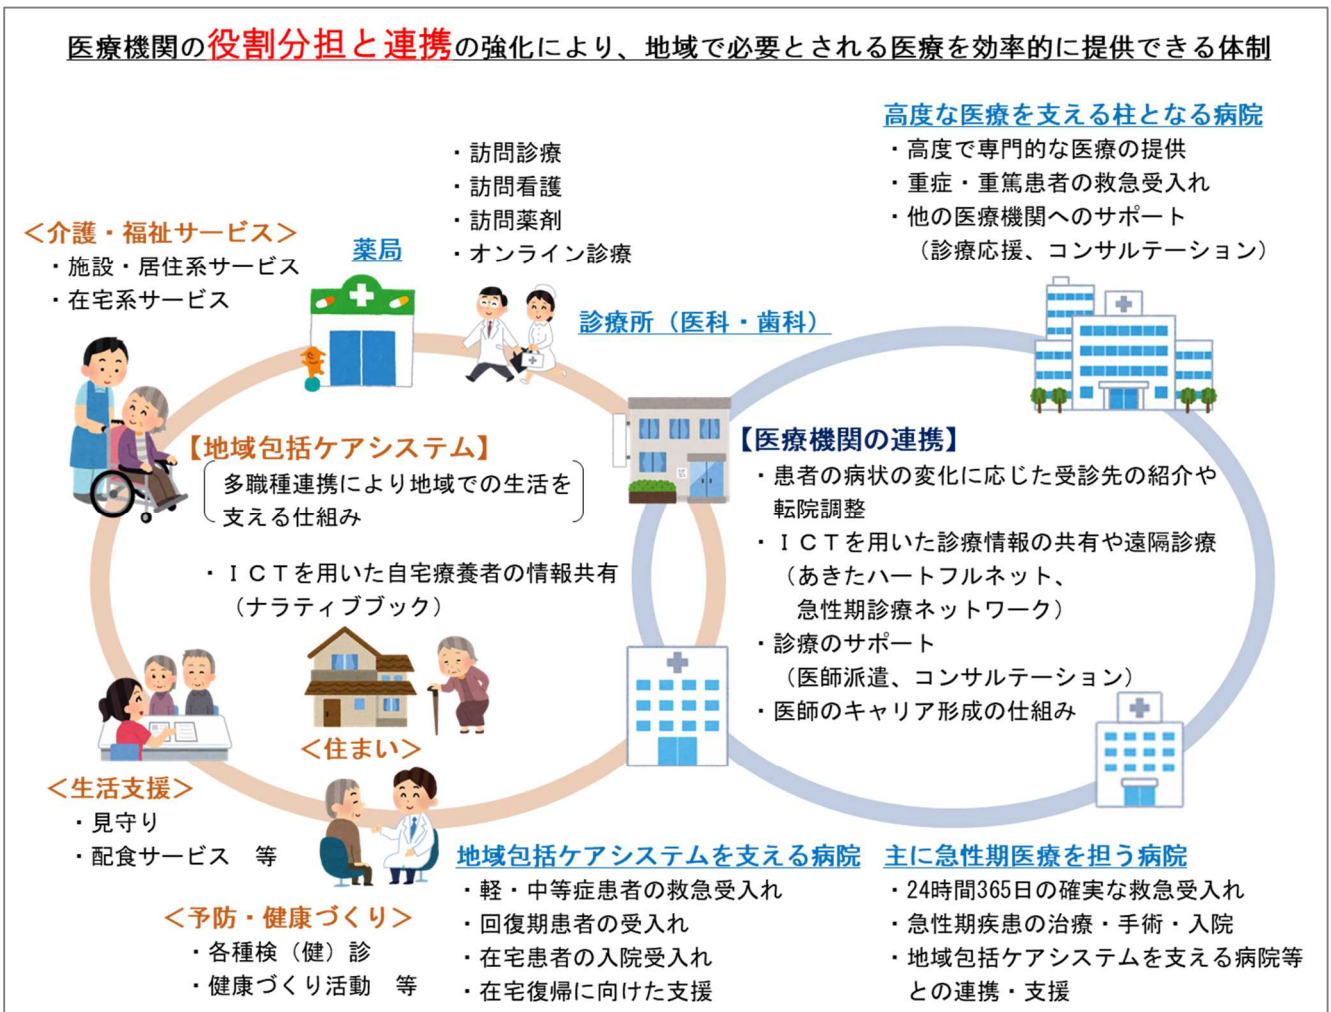 医療機関の役割分担と連携の強化により、地域で必要とされる医療を効率的に提供できる体制
高度な医療を支える柱となる病院
・高度で専門的な医療の提供
・重症・重篤患者の救急受入れ
・他の医療機関へのサポート
（診療応援、コンサルテーション）
・訪問診療
・訪問看護
・訪問薬剤
・オンライン診療
＜介護・福祉サービス＞
・施設・居住系サービス
・在宅系サービス
薬局
診療所（医科・歯科）
【地域包括ケアシステム】
多職種連携により地域での生活を
支える仕組み
・ＩＣＴを用いた自宅療養者の情報共有
（ナラティブブック）
【医療機関の連携】
・患者の病状の変化に応じた受診先の紹介や
転院調整
・ＩＣＴを用いた診療情報の共有や遠隔診療
（あきたハートフルネット、
急性期診療ネットワーク）
・診療のサポート
（医師派遣、コンサルテーション）
・医師のキャリア形成の仕組み
＜住まい＞
＜生活支援＞
・見守り
・配食サービス　等
＜予防・健康づくり＞
・各種検（健）診
・健康づくり活動　等
地域包括ケアシステムを支える病院
・軽・中等症患者の救急受入れ
・回復期患者の受入れ
・在宅患者の入院受入れ
・在宅復帰に向けた支援
主に急性期医療を担う病院
・24時間365日の確実な救急受入れ
・急性期疾患の治療・手術・入院
・地域包括ケアシステムを支える病院等
との連携・支援